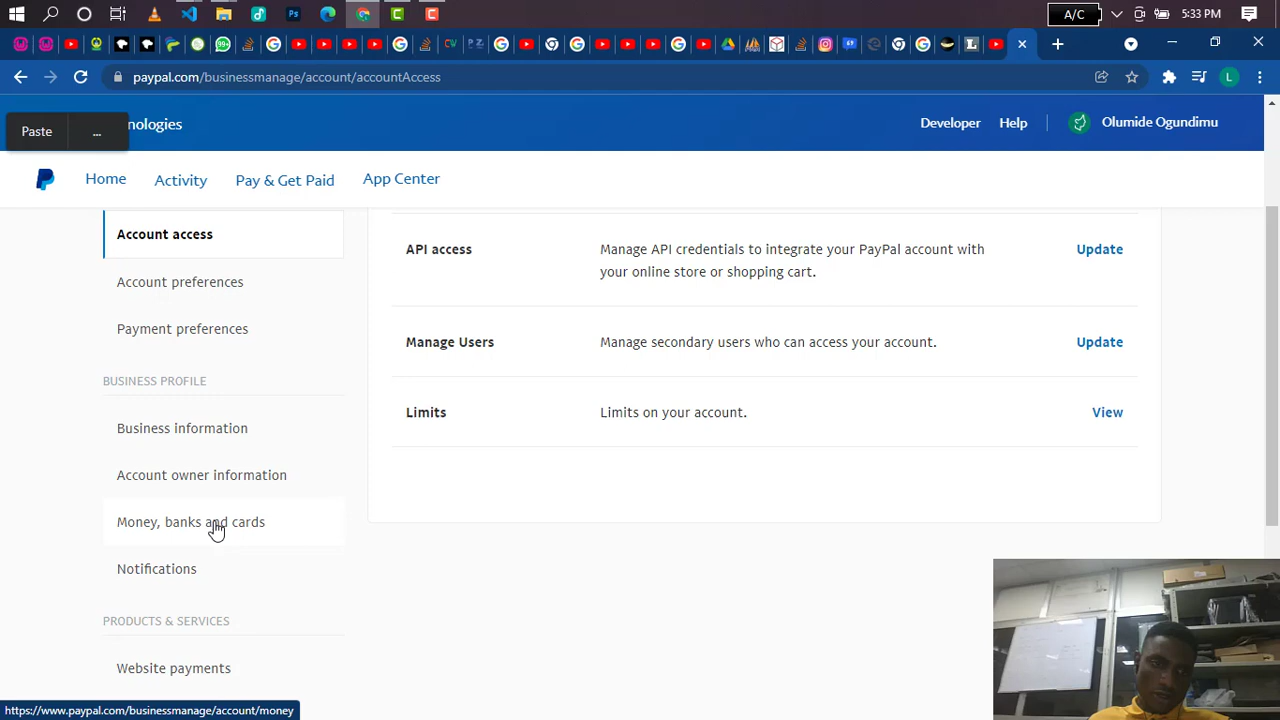 A/C
5:33 PM
99+
CV
PZ
paypal.com/businessmanage/account/accountAccess
L
Paste
...
nologies
Developer
Help
Olumide Ogundimu
Home
Activity
Pay & Get Paid
App Center
Account access
Account preferences
Payment preferences
BUSINESS PROFILE
Business information
Account owner information
Money, banks and cards
Notifications
PRODUCTS & SERVICES
Website payments
API access
Manage API credentials to integrate your PayPal account with
your online store or shopping cart.
Update
Manage Users
Manage secondary users who can access your account.
Update
Limits
Limits on your account.
View
https://www.paypal.com/businessmanage/account/money